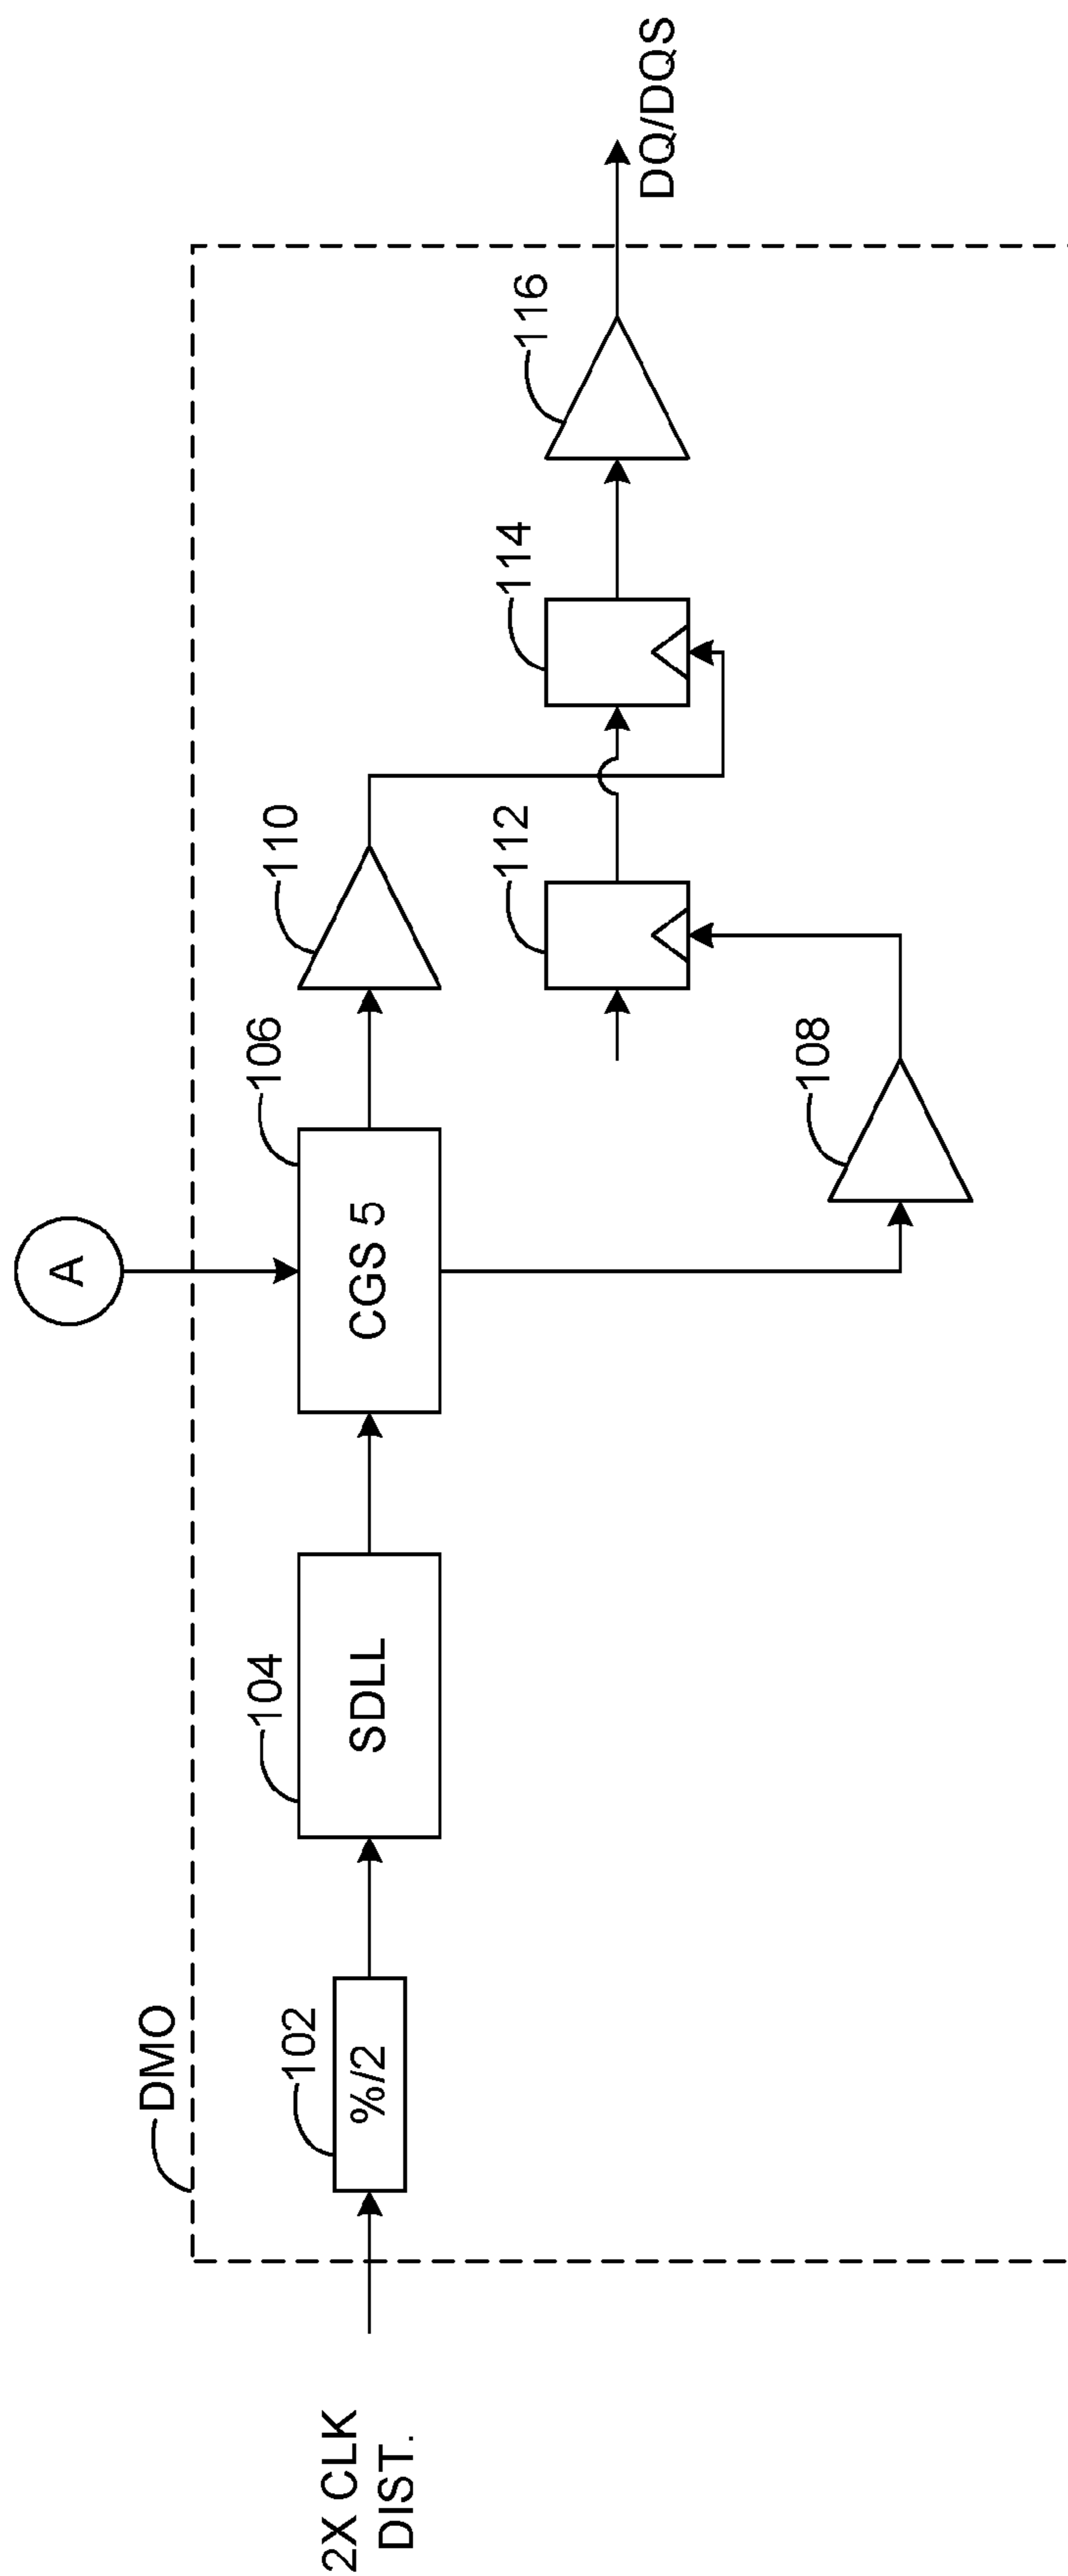 A
DMO
102
104
106
110
2X CLK
DIST.
%/2
SDLL
CGS 5
112
114
116
DQ/DQS
108